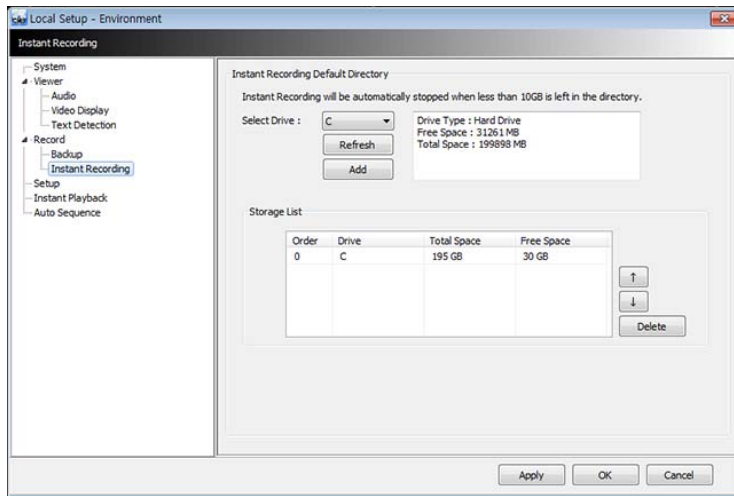 Local Setup - Environment
Instant Recording
System
Viewer
Audio
Video Display
Text Detection
Record
Backup
Instant Recording
Setup
Instant Playback
Auto Sequence
Instant Recording Default Directory
Instant Recording will be automatically stopped when less than 10GB is left in the directory.
Select Drive : C
Refresh
Add
Drive Type : Hard Drive
Free Space : 31261 MB
Total Space : 199898 MB
Storage List
Order Drive Total Space Free Space
0 C 195 GB 30 GB
↑
↓
Delete
Apply OK Cancel